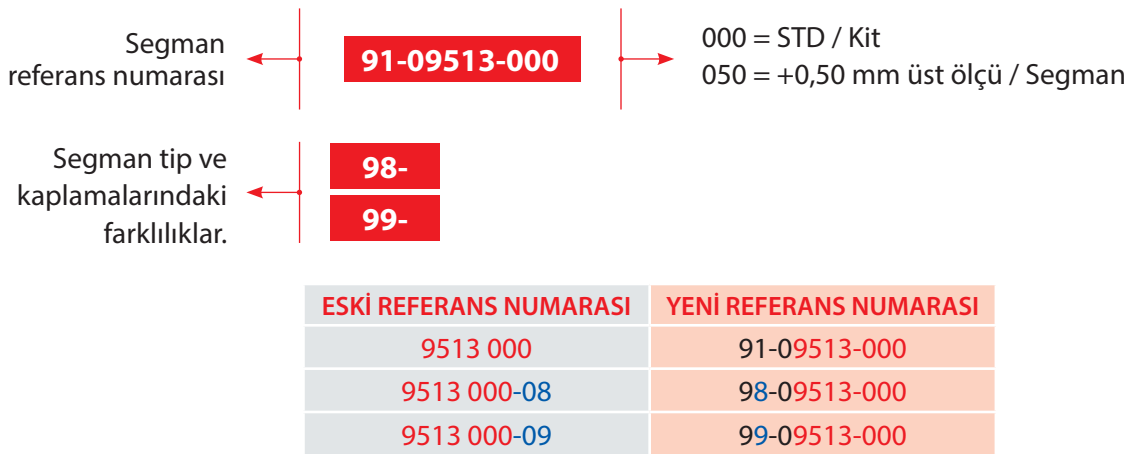 Segman
referans numarası
91-09513-000
000 = STD / Kit
050 = +0,50 mm üst ölçü / Segman
Segman tip ve
kaplamalarındaki
farklılıklar.
98-
99-
ESKİ REFERANS NUMARASI YENİ REFERANS NUMARASI
9513 000 91-09513-000
9513 000-08 98-09513-000
9513 000-09 99-09513-000